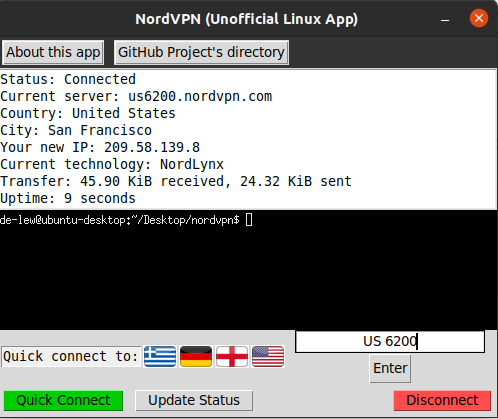 NordVPN (Unofficial Linux App)
About this app GitHub Project's directory
Status: Connected
Current server: us6200.nordvpn.com
Country: United States
City: San Francisco
Your new IP: 209.58.139.8
Current technology: NordLynx
Transfer: 45.90 KiB received, 24.32 KiB sent
Uptime: 9 seconds
de-lew@ubuntu-desktop:~/Desktop/nordvpn$
US 6200
Quick connect to:
Enter
Quick Connect Update Status Disconnect